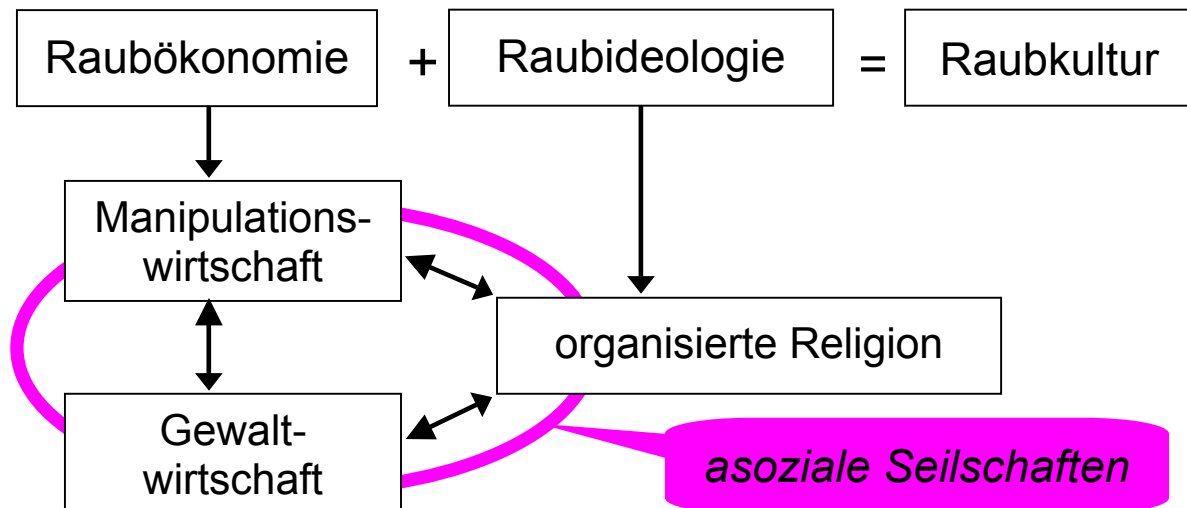 Raubökonomie + Raubideologie = Raubkultur
Manipulations-
wirtschaft
organisierte Religion
Gewalt-
wirtschaft
asoziale Seilschaften